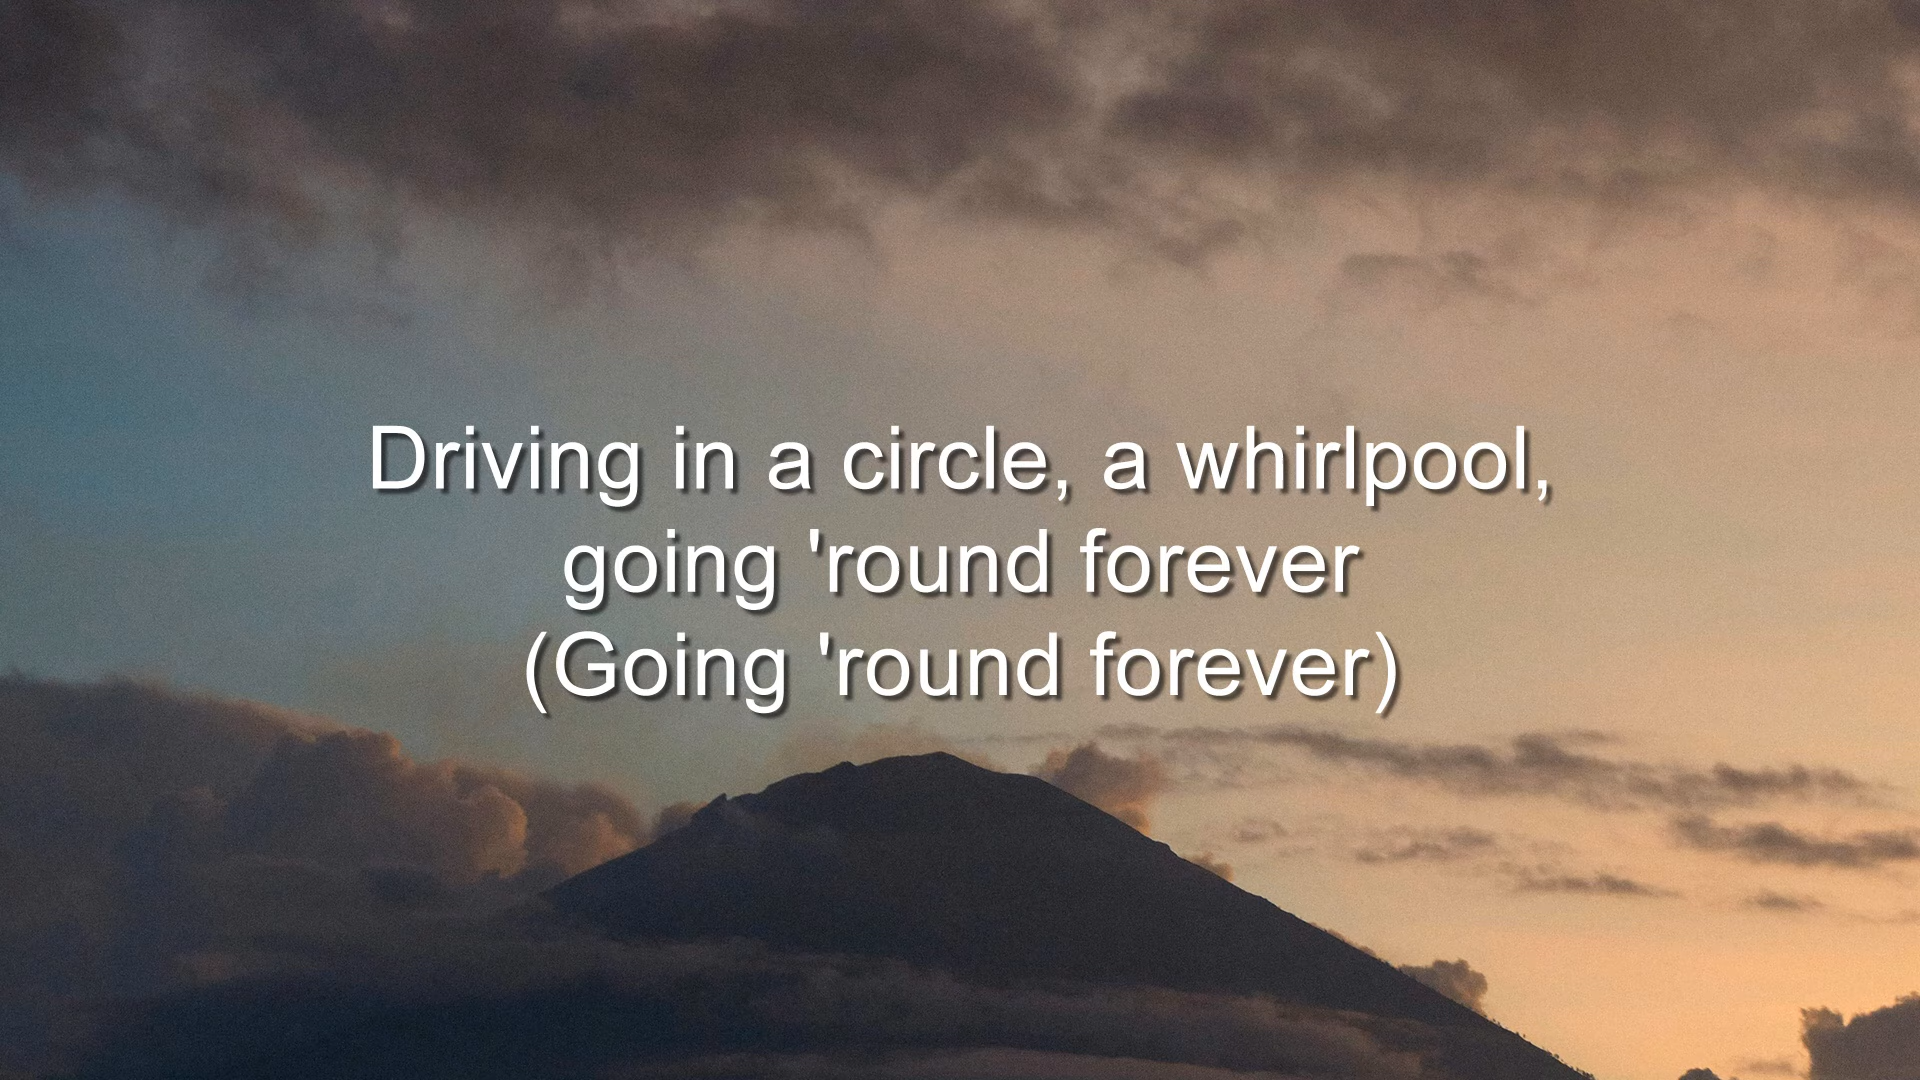 Driving in a circle, a whirlpool,
going 'round forever
(Going 'round forever)